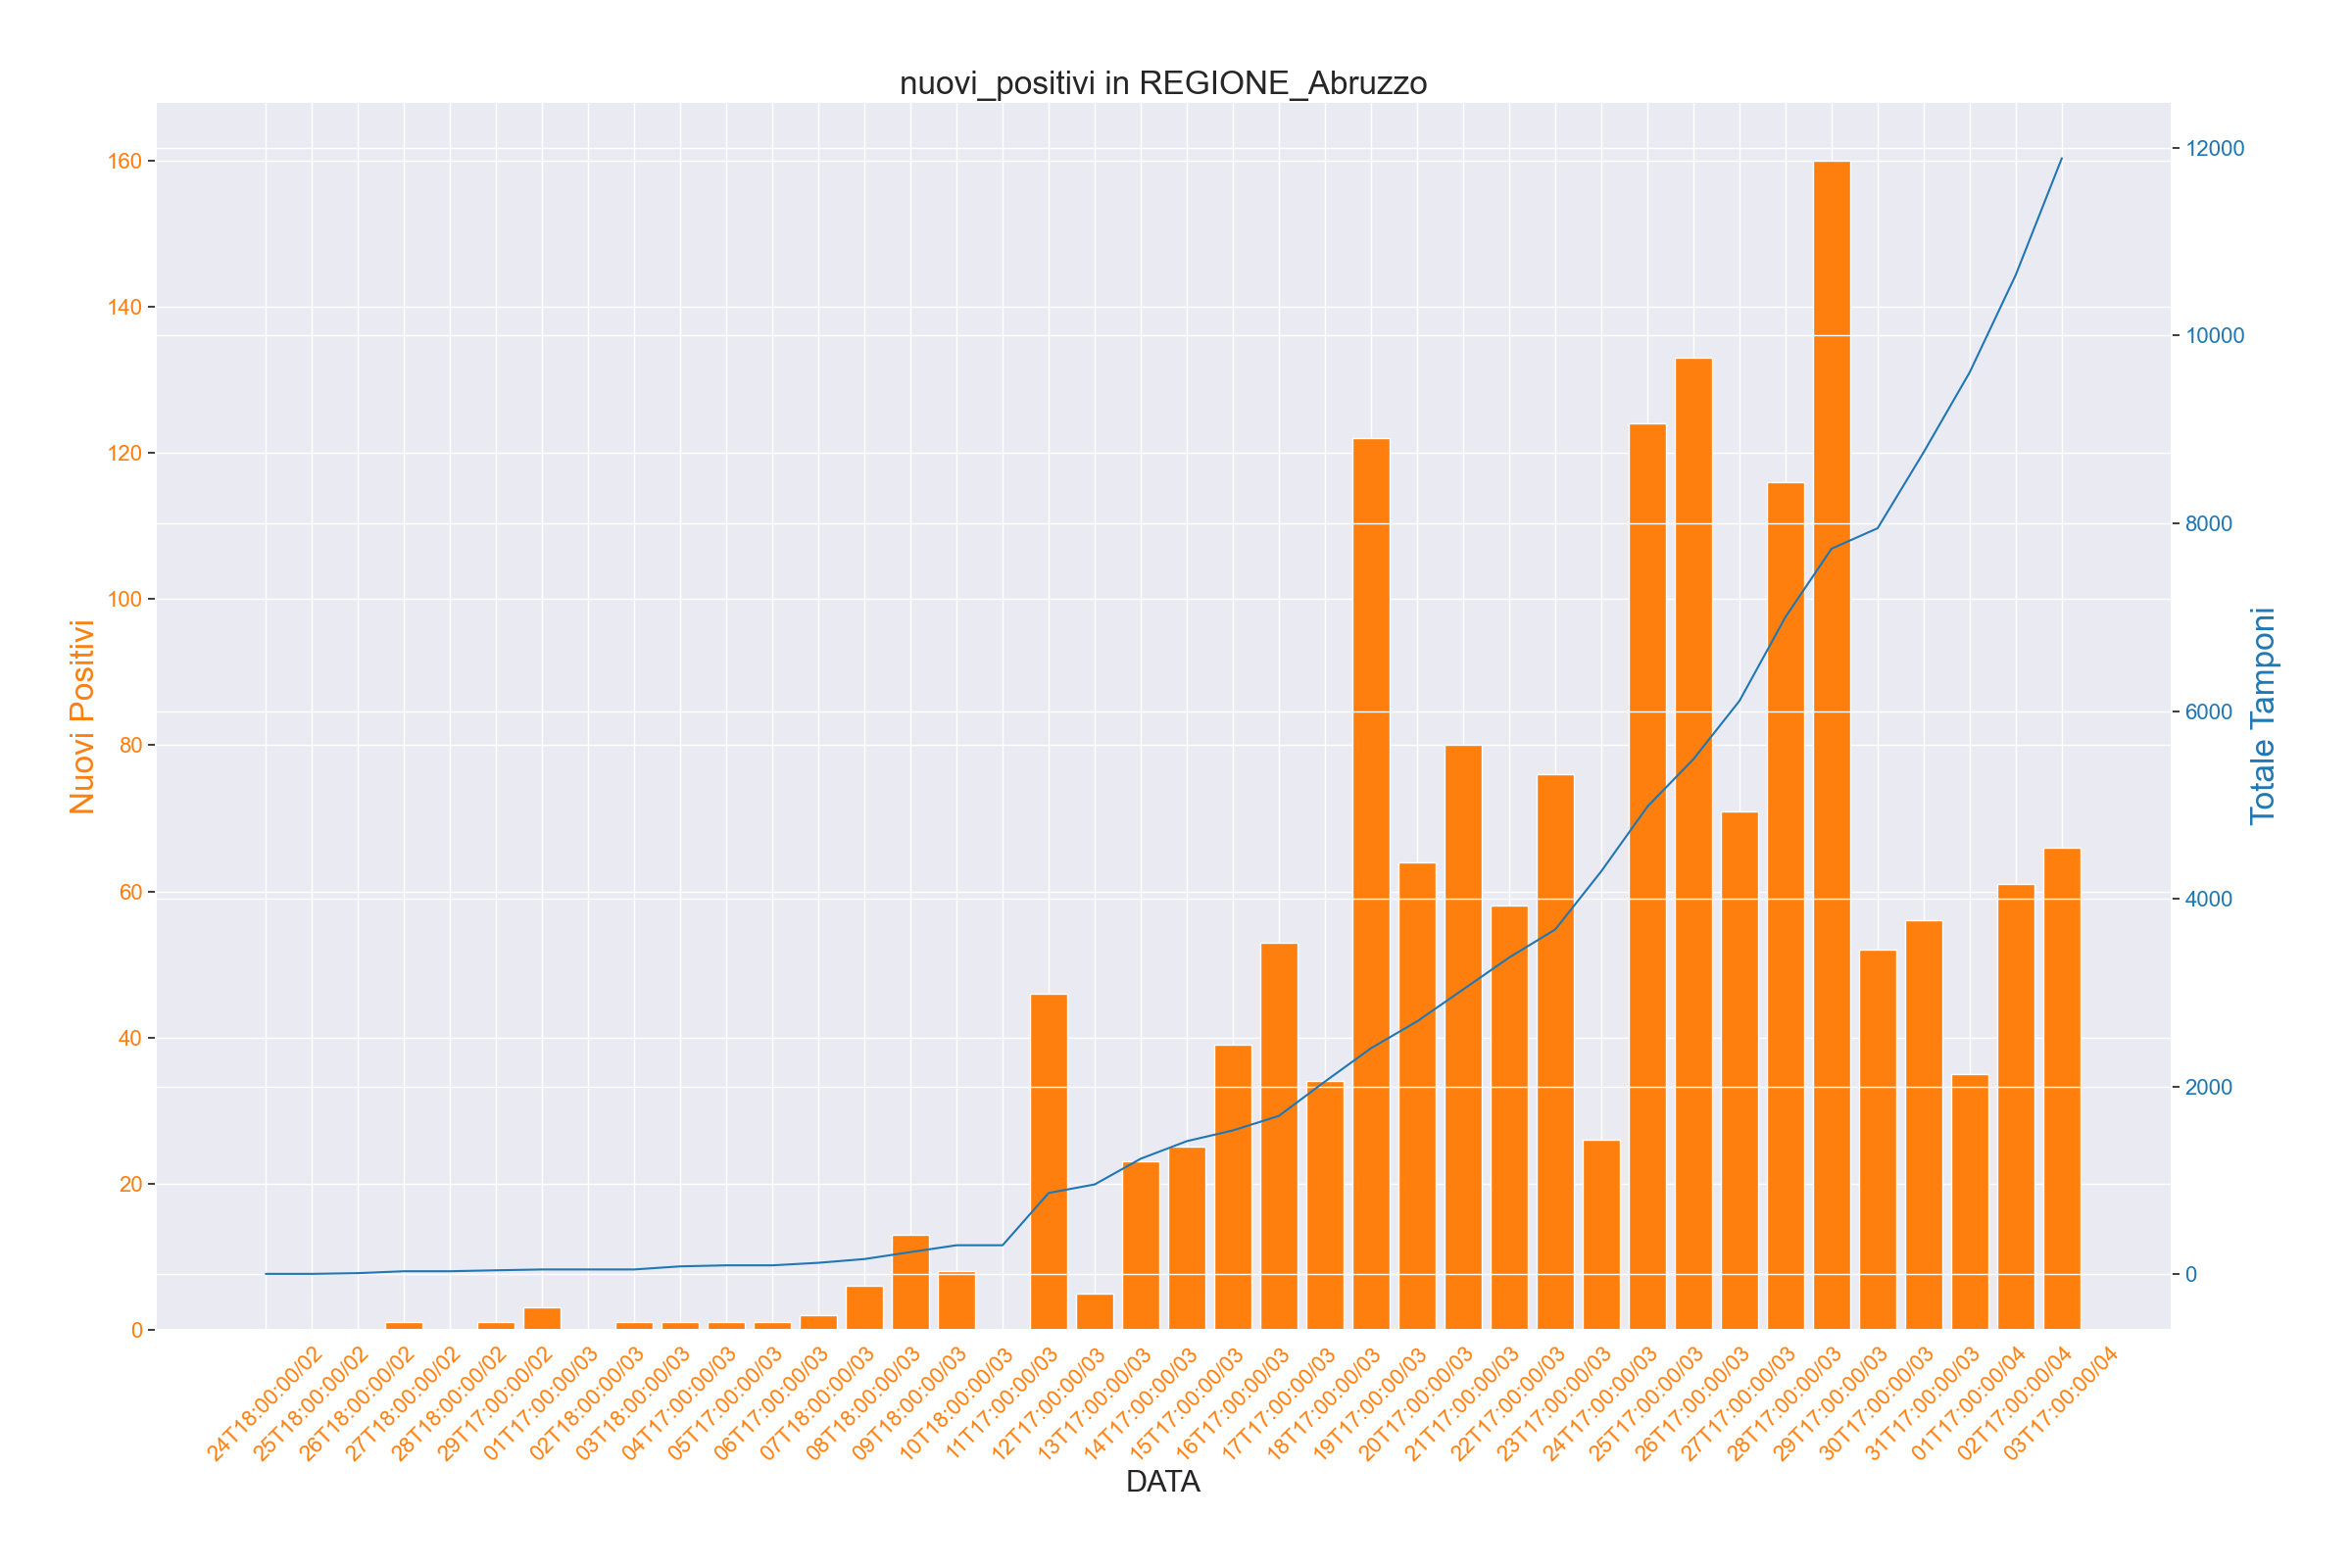 nuovi_positivi in REGIONE_Abruzzo
160
140
120
100
80
60
40
20
0
Nuovi Positivi
12000
10000
8000
6000
4000
2000
0
Totale Tamponi
24T18:00:00/02
25T18:00:00/02
26T18:00:00/02
27T18:00:00/02
28T18:00:00/02
29T17:00:00/02
01T17:00:00/03
02T18:00:00/03
03T18:00:00/03
04T17:00:00/03
05T17:00:00/03
06T17:00:00/03
07T18:00:00/03
08T18:00:00/03
09T18:00:00/03
10T18:00:00/03
11T17:00:00/03
12T17:00:00/03
13T17:00:00/03
14T17:00:00/03
15T17:00:00/03
16T17:00:00/03
17T17:00:00/03
18T17:00:00/03
19T17:00:00/03
20T17:00:00/03
21T17:00:00/03
22T17:00:00/03
23T17:00:00/03
24T17:00:00/03
25T17:00:00/03
26T17:00:00/03
27T17:00:00/03
28T17:00:00/03
29T17:00:00/03
30T17:00:00/03
31T17:00:00/03
01T17:00:00/04
02T17:00:00/04
03T17:00:00/04
DATA